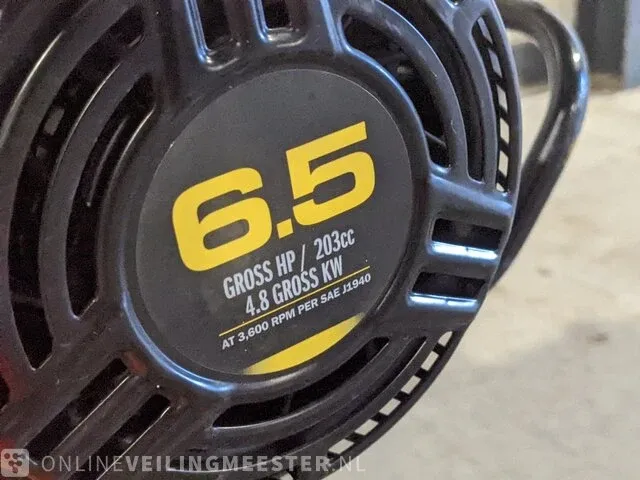 6.5
GROSS HP / 203cc
4.8 GROSS KW
AT 3,600 RPM PER SAE J1940
ONLINEVEILINGMEESTER.NL